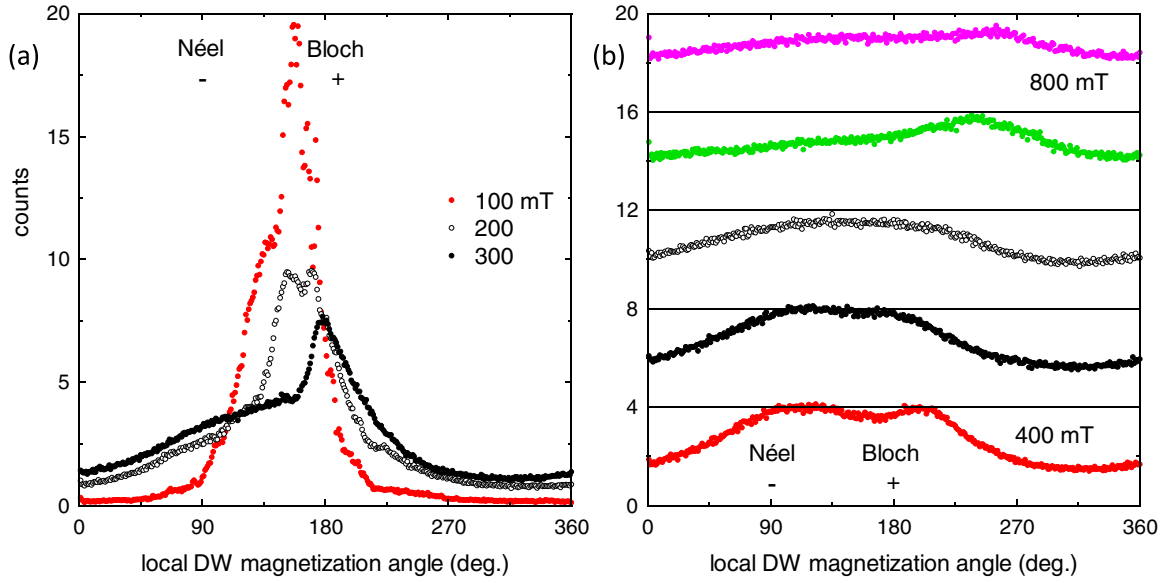 (a)
Néel
-
Bloch
+
100 mT
200
300
counts
20
15
10
5
0
0 90 180 270 360
local DW magnetization angle (deg.)
(b)
800 mT
400 mT
Néel
-
Bloch
+
20
16
12
8
4
0
0 90 180 270 360
local DW magnetization angle (deg.)